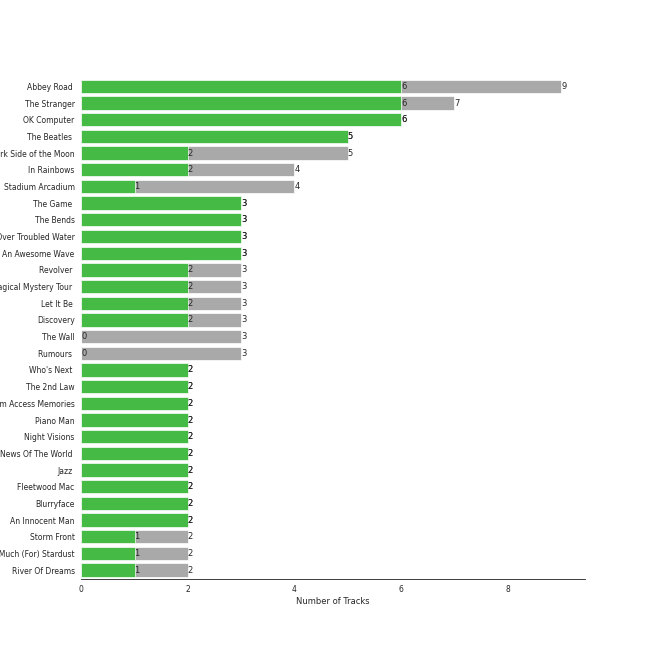 Abbey Road 6 9
The Stranger 6 7
OK Computer 6
The Beatles 5
rk Side of the Moon 2 5
In Rainbows 2 4
Stadium Arcadium 1 4
The Game 3
The Bends 3
Over Troubled Water 3
An Awesome Wave 3
Revolver 2 3
agical Mystery Tour 2 3
Let It Be 2 3
Discovery 2 3
The Wall 0 3
Rumours 0 3
Who's Next 2
The 2nd Law 2
m Access Memories 2
Piano Man 2
Night Visions 2
News Of The World 2
Jazz 2
Fleetwood Mac 2
Blurryface 2
An Innocent Man 2
Storm Front 1 2
Much (For) Stardust 1 2
River Of Dreams 1 2
0 2 4 6 8
Number of Tracks